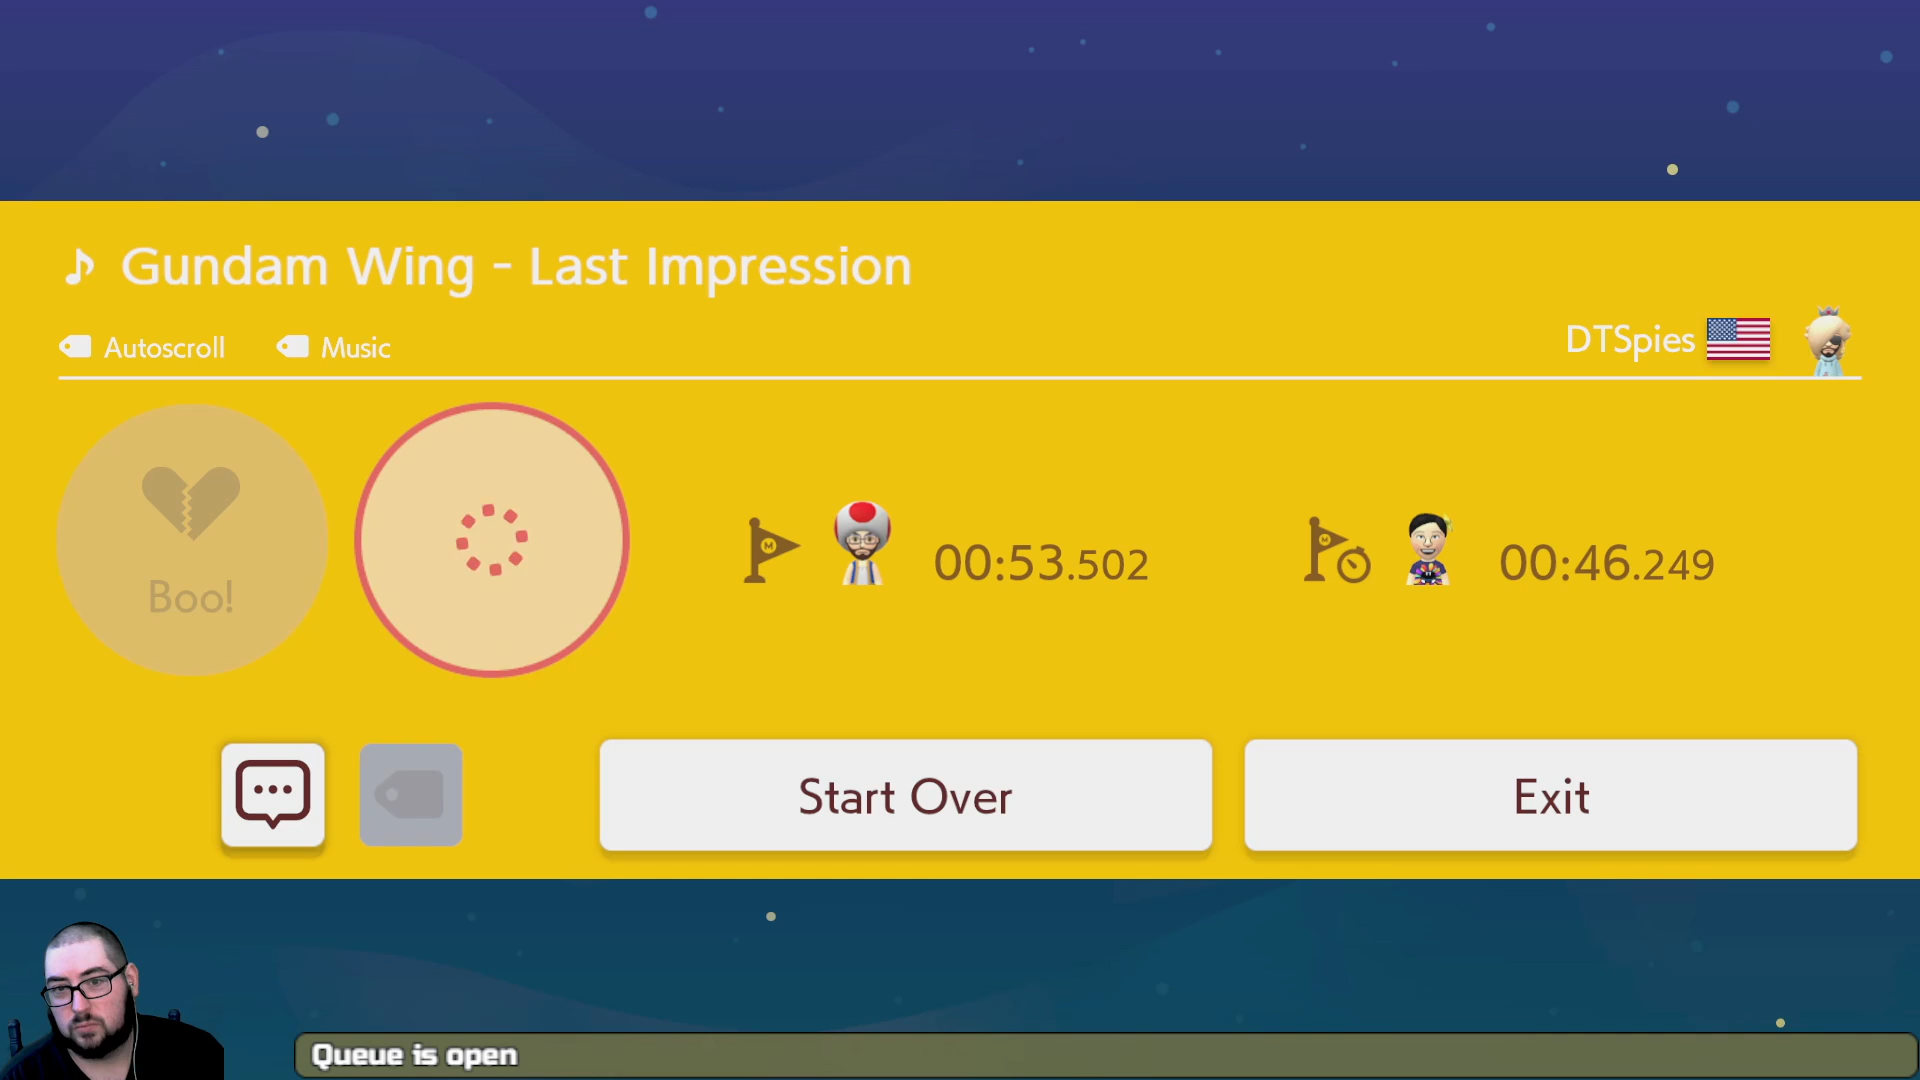 ♪ Gundam Wing - Last Impression
Autoscroll Music
DTSpies
Boo!
M 00:53.502
M 00:46.249
Start Over
Exit
Queue is open